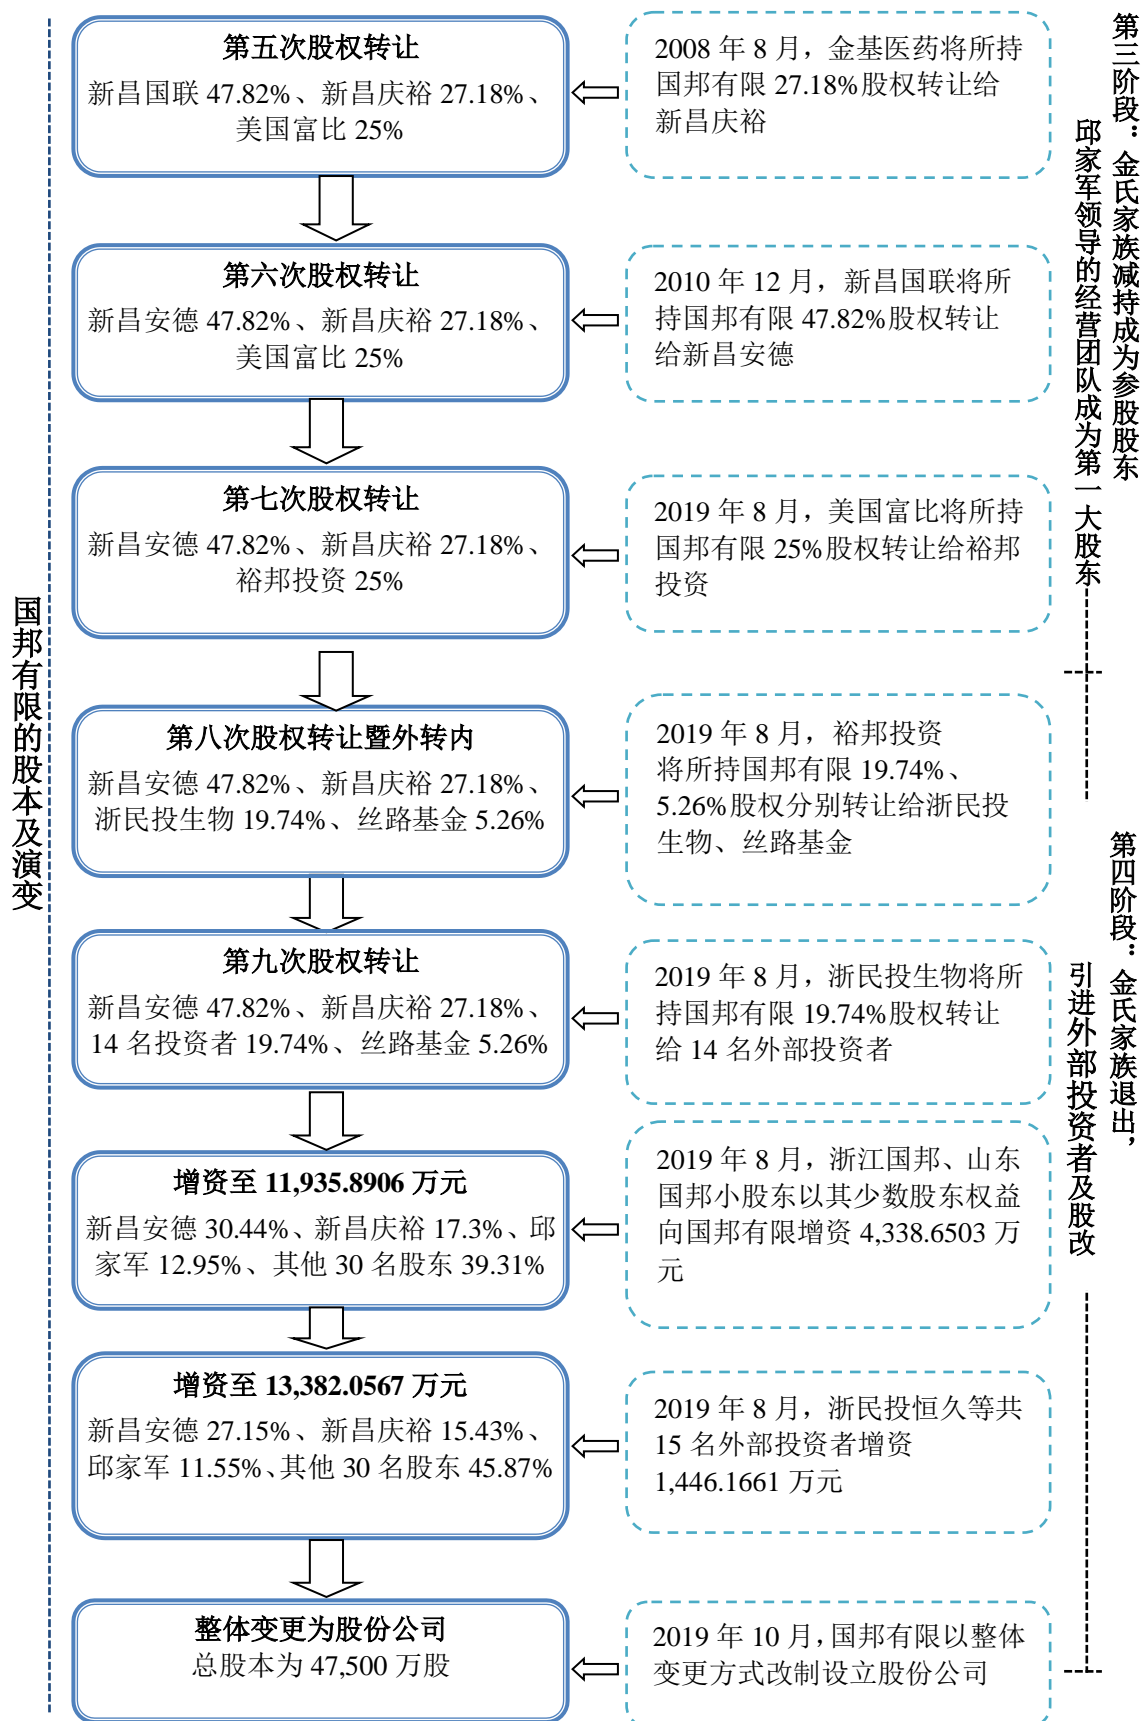 国邦有限的股本及演变
第五次股权转让
新昌国联 47.82%、新昌庆裕 27.18%、
美国富比 25%
2008 年 8 月，金基医药将所持
国邦有限 27.18%股权转让给
新昌庆裕
第三阶段：金氏家族减持成为参股股东
邱家军领导的经营团队成为第一大股东
第六次股权转让
新昌安德 47.82%、新昌庆裕 27.18%、
美国富比 25%
2010 年 12 月，新昌国联将所
持国邦有限 47.82%股权转让
给新昌安德
第七次股权转让
新昌安德 47.82%、新昌庆裕 27.18%、
裕邦投资 25%
2019 年 8 月，美国富比将所持
国邦有限 25%股权转让给裕邦
投资
第八次股权转让暨外转内
新昌安德 47.82%、新昌庆裕 27.18%、
浙民投生物 19.74%、丝路基金 5.26%
2019 年 8 月，裕邦投资
将所持国邦有限 19.74%、
5.26%股权分别转让给浙民投
生物、丝路基金
第四阶段：金氏家族退出，
引进外部投资者及股改
第九次股权转让
新昌安德 47.82%、新昌庆裕 27.18%、
14 名投资者 19.74%、丝路基金 5.26%
2019 年 8 月，浙民投生物将所
持国邦有限 19.74%股权转让
给 14 名外部投资者
增资至 11,935.8906 万元
新昌安德 30.44%、新昌庆裕 17.3%、邱
家军 12.95%、其他 30 名股东 39.31%
2019 年 8 月，浙江国邦、山东
国邦小股东以其少数股东权益
向国邦有限增资 4,338.6503 万
元
增资至 13,382.0567 万元
新昌安德 27.15%、新昌庆裕 15.43%、
邱家军 11.55%、其他 30 名股东 45.87%
2019 年 8 月，浙民投恒久等共
15 名外部投资者增资
1,446.1661 万元
整体变更为股份公司
总股本为 47,500 万股
2019 年 10 月，国邦有限以整体
变更方式改制设立股份公司